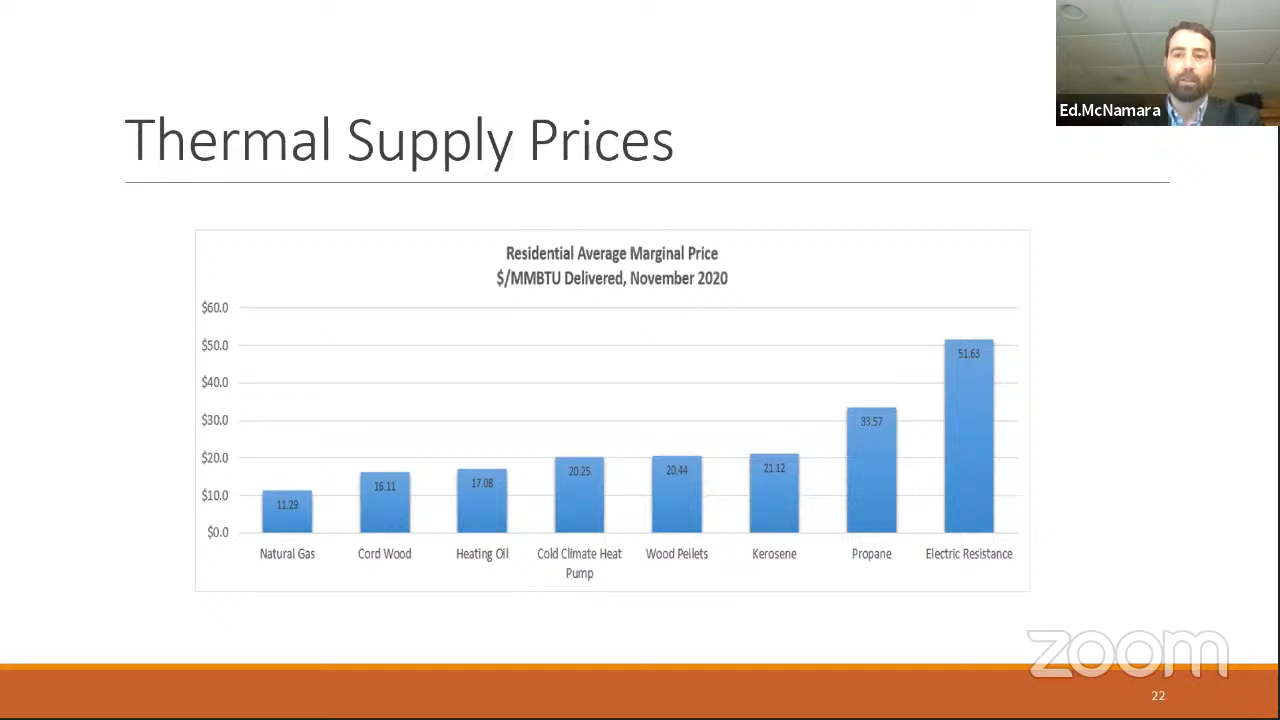 Ed.McNamara
Thermal Supply Prices
Residential Average Marginal Price
$/MMBTU Delivered, November 2020
$60.0
$50.0
$40.0
$30.0
$20.0
$10.0
$0.0
11.29
16.11
17.08
20.25
20.44
21.12
33.57
51.63
Natural Gas
Cord Wood
Heating Oil
Cold Climate Heat
Pump
Wood Pellets
Kerosene
Propane
Electric Resistance
zoom
22